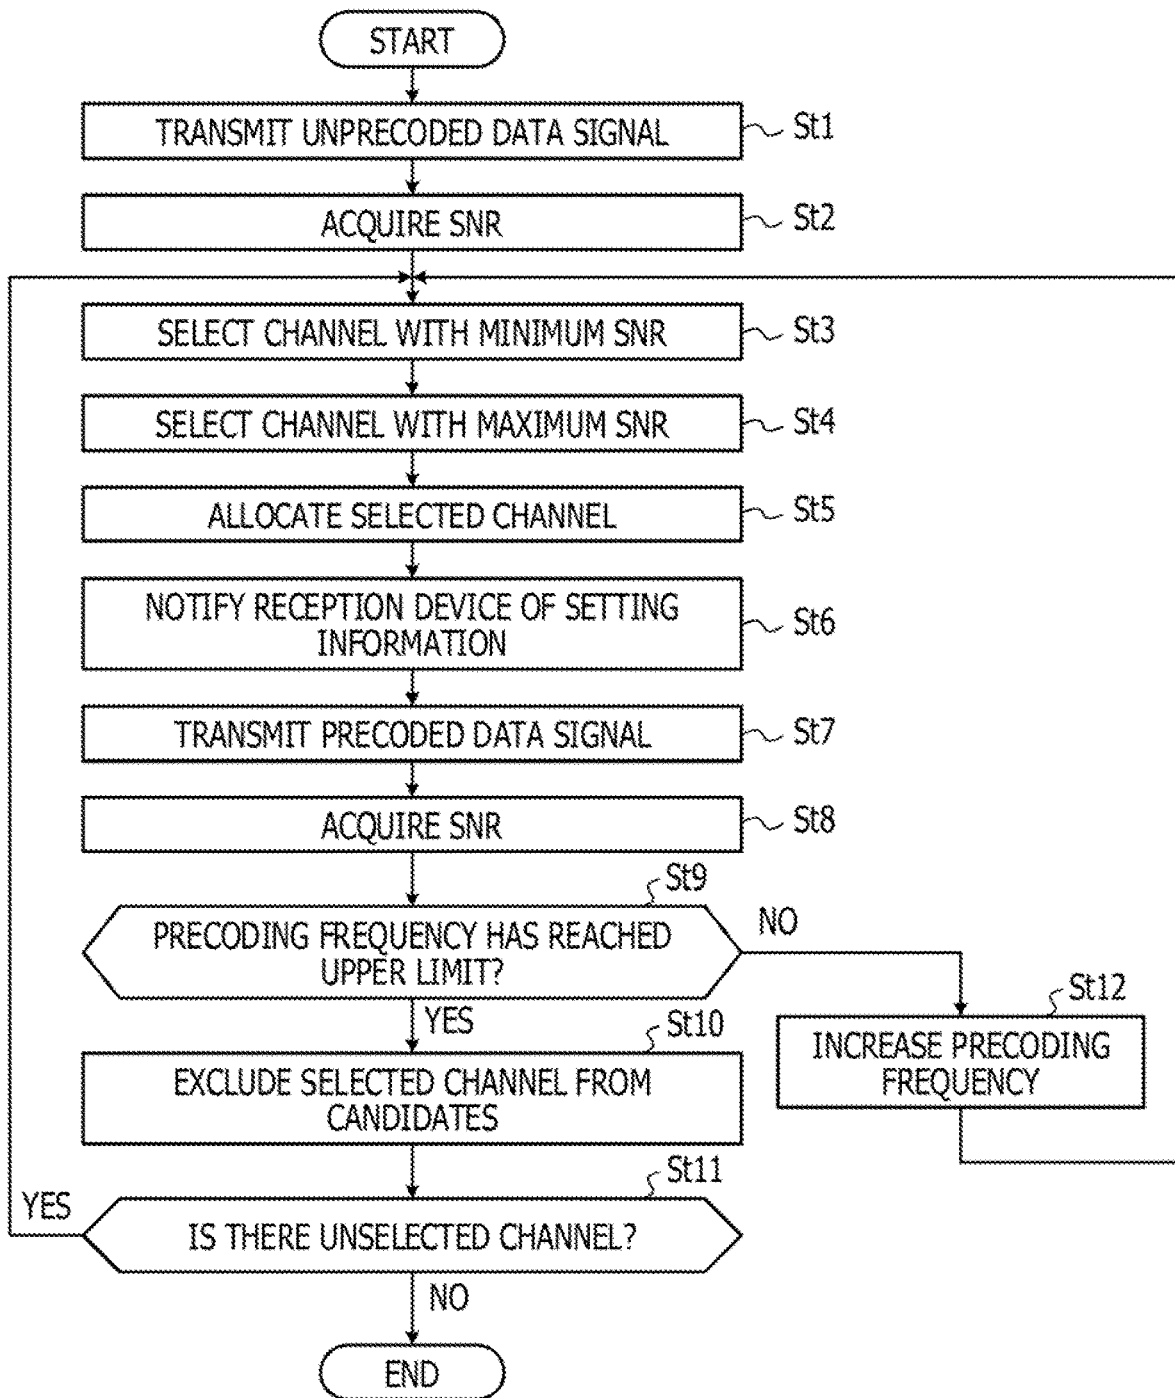 START
TRANSMIT UNPRECODED DATA SIGNAL
St1
ACQUIRE SNR
St2
SELECT CHANNEL WITH MINIMUM SNR
St3
SELECT CHANNEL WITH MAXIMUM SNR
St4
ALLOCATE SELECTED CHANNEL
St5
NOTIFY RECEPTION DEVICE OF SETTING
INFORMATION
St6
TRANSMIT PRECODED DATA SIGNAL
St7
ACQUIRE SNR
St8
St9
PRECODING FREQUENCY HAS REACHED
UPPER LIMIT?
NO
YES
St12
INCREASE PRECODING
FREQUENCY
St10
EXCLUDE SELECTED CHANNEL FROM
CANDIDATES
St11
YES
IS THERE UNSELECTED CHANNEL?
NO
END